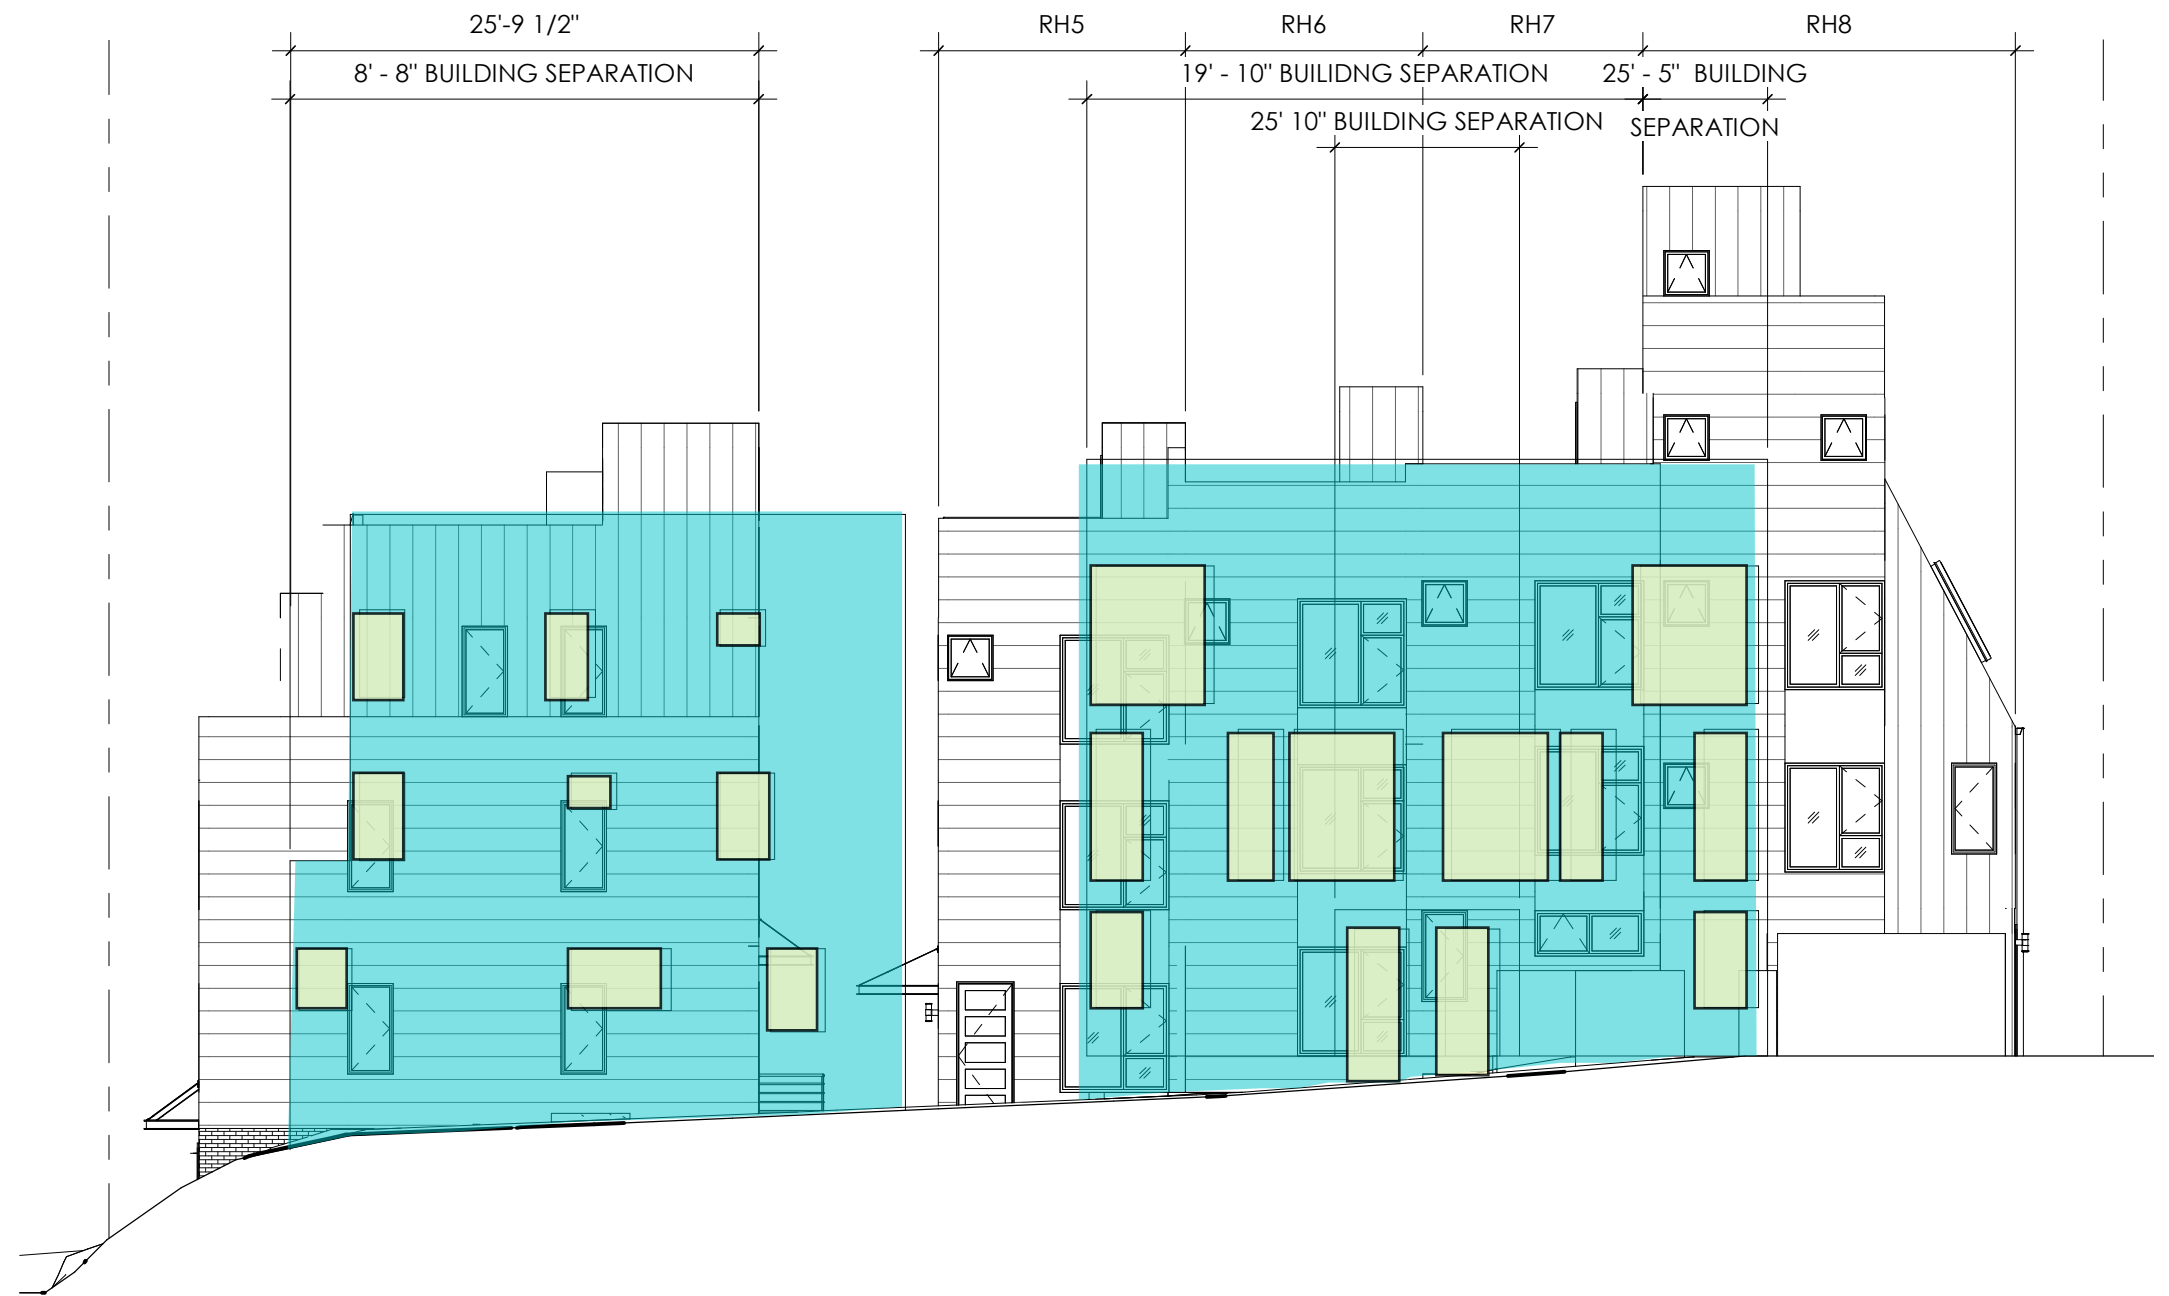 25'-9 1/2" RH5 RH6 RH7 RH8
8' - 8" BUILDING SEPARATION 19' - 10" BUILIDNG SEPARATION 25' - 5" BUILDING
25' 10" BUILDING SEPARATION SEPARATION